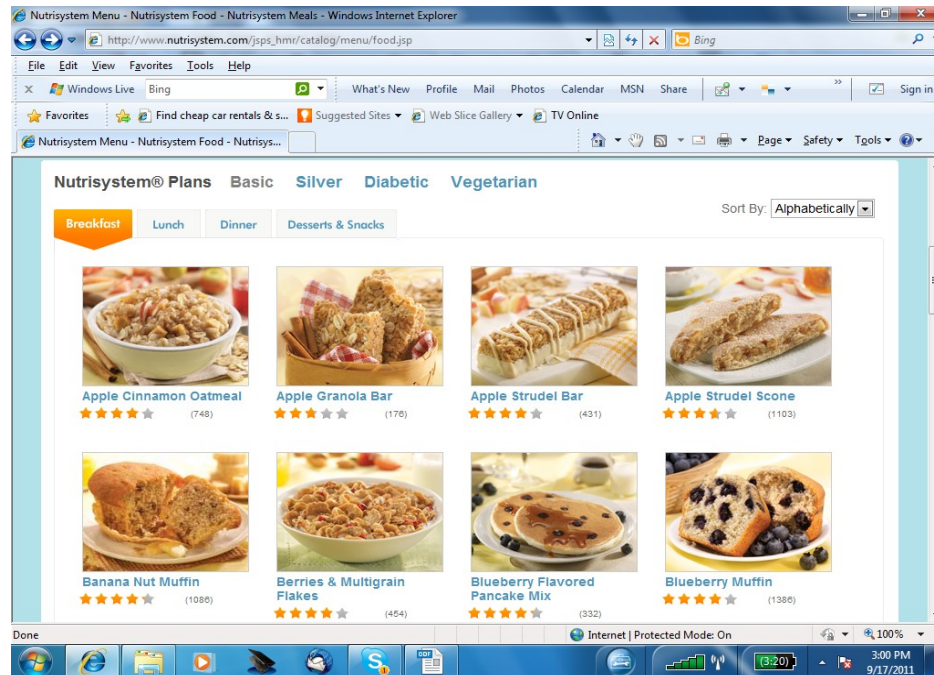 Nutrisystem Menu - Nutrisystem Food - Nutrisystem Meals - Windows Internet Explorer
http://www.nutrisystem.com/jsps_hmr/catalog/menu/food.jsp
Bing
File Edit View Favorites Tools Help
x Windows Live Bing What's New Profile Mail Photos Calendar MSN Share » Sign in
Favorites Find cheap car rentals & s... Suggested Sites Web Slice Gallery TV Online
Nutrisystem Menu - Nutrisystem Food - Nutrisys... Page Safety Tools
Nutrisystem® Plans Basic Silver Diabetic Vegetarian
Sort By: Alphabetically
Breakfast Lunch Dinner Desserts & Snacks
Apple Cinnamon Oatmeal Apple Granola Bar Apple Strudel Bar Apple Strudel Scone
(748) (176) (431) (1103)
Banana Nut Muffin Berries & Multigrain Flakes Blueberry Flavored Pancake Mix Blueberry Muffin
(1086) (454) (332) (1386)
Done Internet | Protected Mode: On 100%
ODF
(3:20)
3:00 PM
9/17/2011